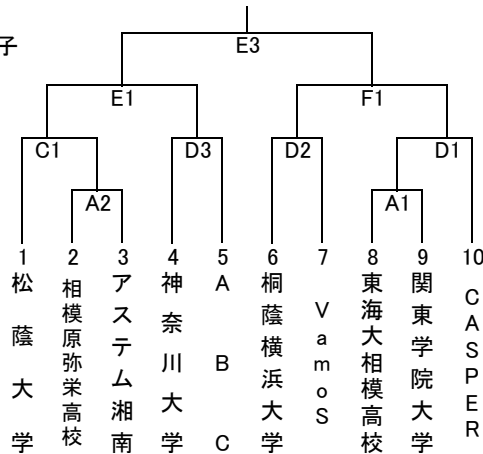 子
E3
E1
F1
C1
D3
D2
D1
A2
A1
1
2
3
4
5
6
7
8
9
10
松蔭大学
相模原弥栄高校
アステム湘南
神奈川大学
ABC
桐蔭横浜大学
VamoS
東海大相模高校
関東学院大学
CASPER